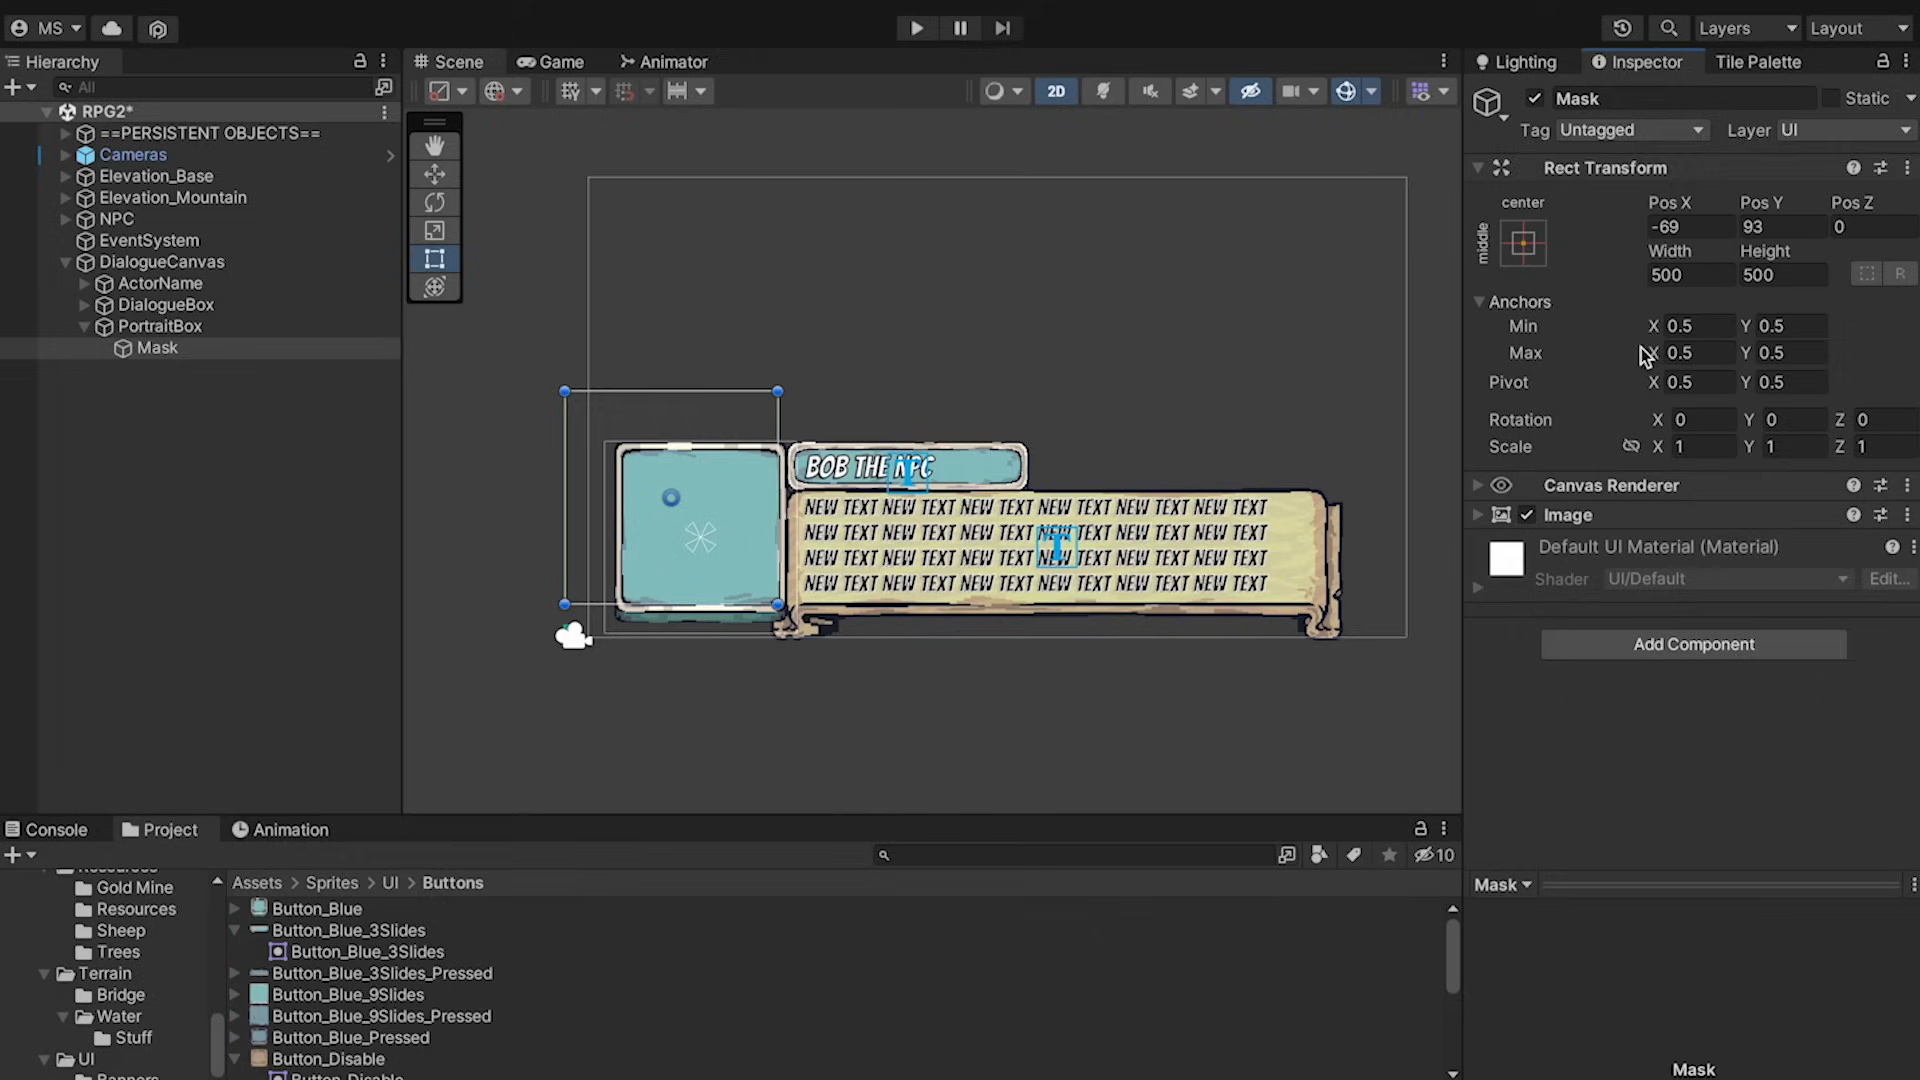 MS
Layers
Layout
Hierarchy
Scene
Game
Animator
Lighting
Inspector
Tile Palette
All
2D
Mask
Static
Tag Untagged
Layer UI
RPG2*
==PERSISTENT OBJECTS==
Cameras
Elevation_Base
Elevation_Mountain
NPC
EventSystem
DialogueCanvas
ActorName
DialogueBox
PortraitBox
Mask
Rect Transform
center
middle
Pos X
Pos Y
Pos Z
-69
93
0
Width
Height
500
500
R
Anchors
Min X 0.5 Y 0.5
Max X 0.5 Y 0.5
Pivot X 0.5 Y 0.5
Rotation X 0 Y 0 Z 0
Scale X 1 Y 1 Z 1
Canvas Renderer
Image
Default UI Material (Material)
Shader UI/Default
Edit...
Add Component
BOB THE NPC
NEW TEXT NEW TEXT NEW TEXT NEW TEXT NEW TEXT NEW TEXT
NEW TEXT NEW TEXT NEW TEXT NEW TEXT NEW TEXT NEW TEXT
NEW TEXT NEW TEXT NEW TEXT NEW TEXT NEW TEXT NEW TEXT
NEW TEXT NEW TEXT NEW TEXT NEW TEXT NEW TEXT NEW TEXT
Console
Project
Animation
10
Resources
Gold Mine
Resources
Sheep
Trees
Terrain
Bridge
Water
Stuff
UI
Banners
Assets > Sprites > UI > Buttons
Button_Blue
Button_Blue_3Slides
Button_Blue_3Slides
Button_Blue_3Slides_Pressed
Button_Blue_9Slides
Button_Blue_9Slides_Pressed
Button_Blue_Pressed
Button_Disable
Button_Disable
Mask
Mask